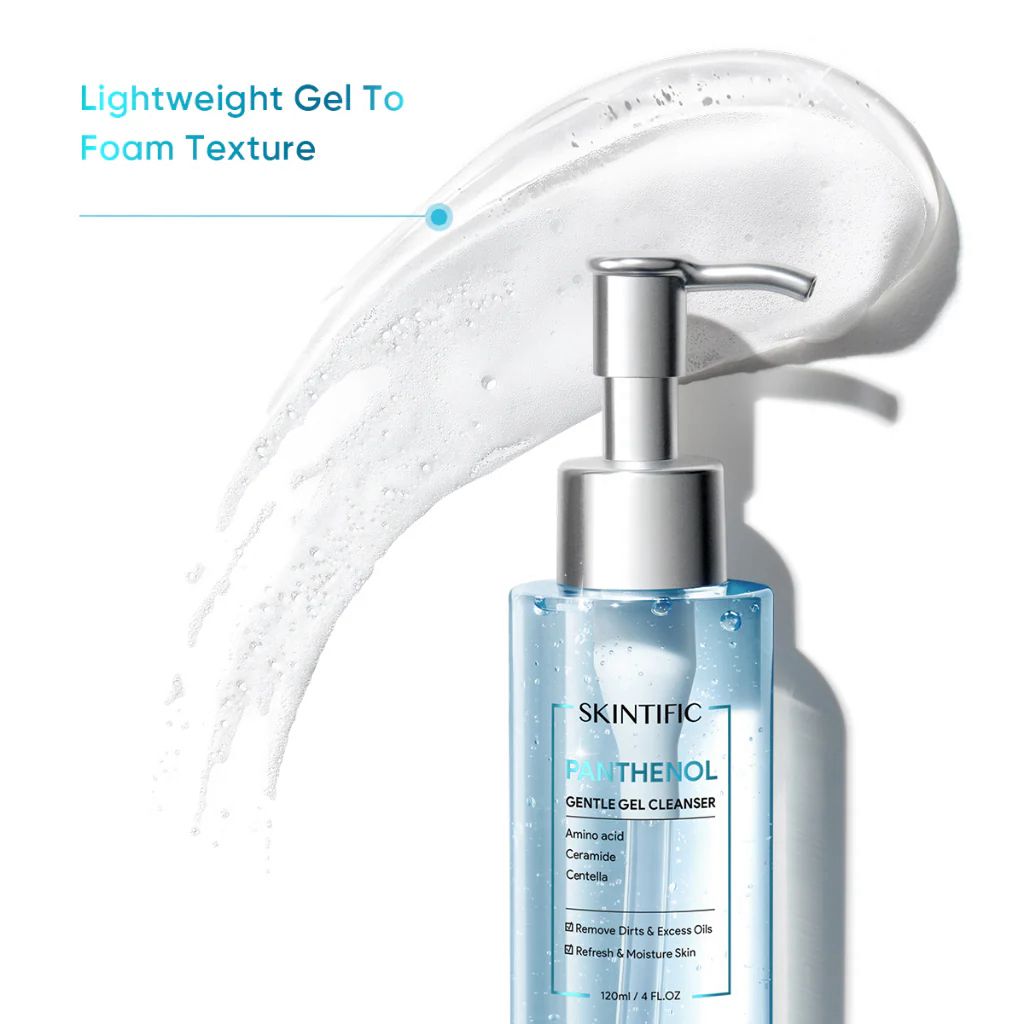 Lightweight Gel To
Foam Texture
SKINTIFIC
PANTHENOL
GENTLE GEL CLEANSER
Amino acid
Ceramide
Centella
☑ Remove Dirts & Excess Oils
☑ Refresh & Moisture Skin
120ml / 4 FL.OZ